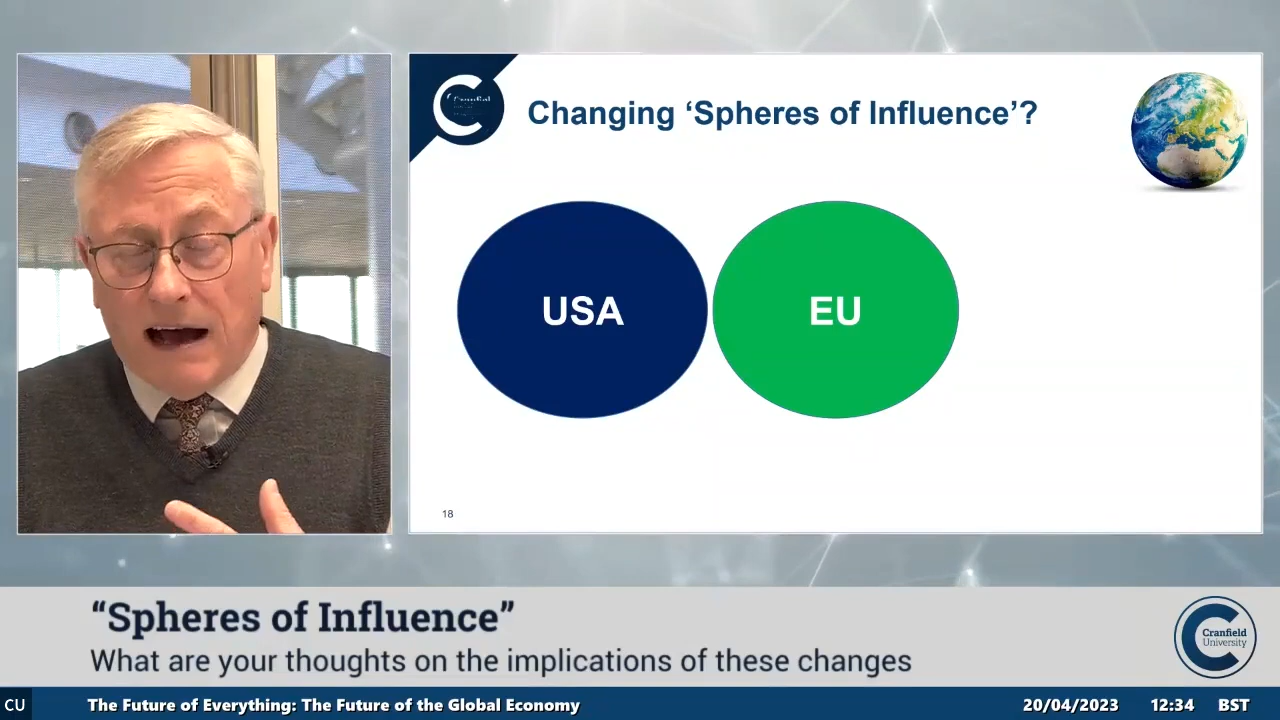 Changing ‘Spheres of Influence’?
USA
EU
18
“Spheres of Influence”
What are your thoughts on the implications of these changes
Cranfield
University
CU
The Future of Everything: The Future of the Global Economy
20/04/2023
12:34
BST